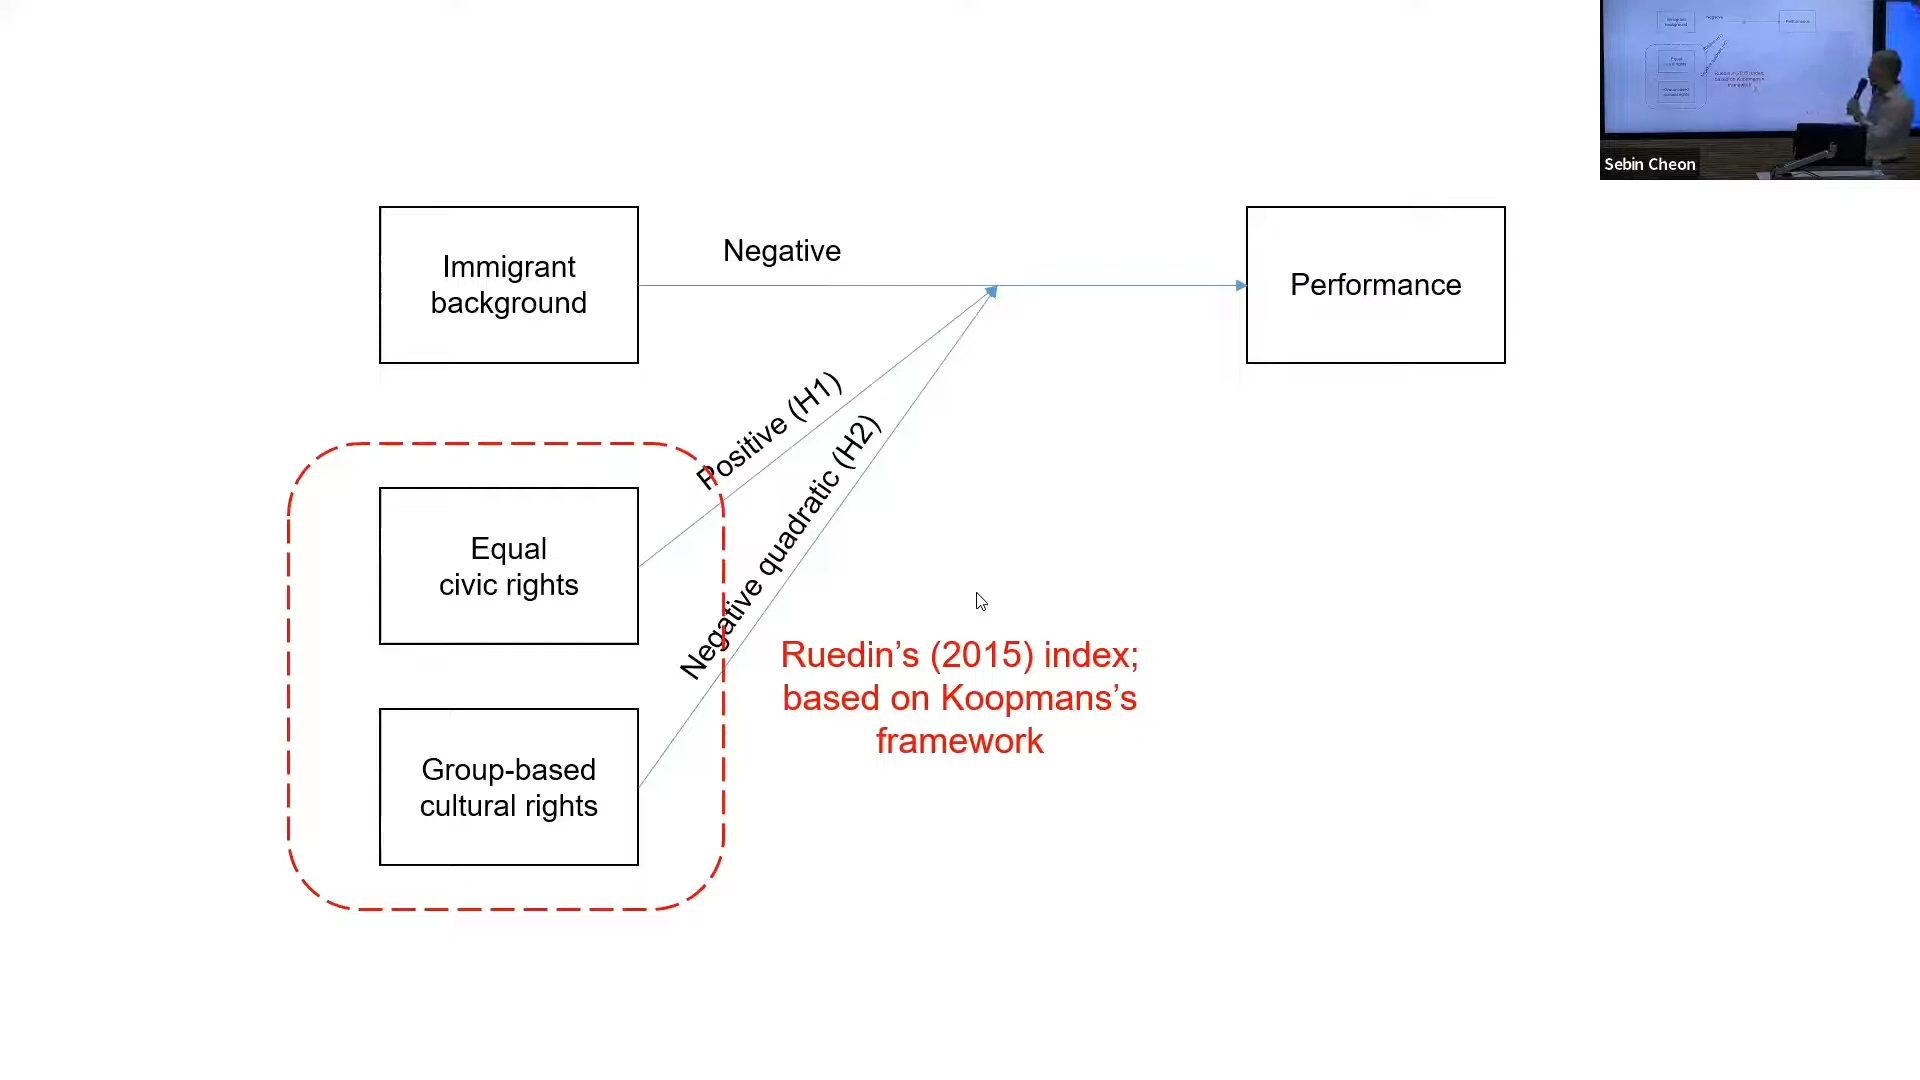 Sebin Cheon
Immigrant
background
Negative
Performance
Positive (H1)
Negative quadratic (H2)
Equal
civic rights
Group-based
cultural rights
Ruedin’s (2015) index;
based on Koopmans’s
framework